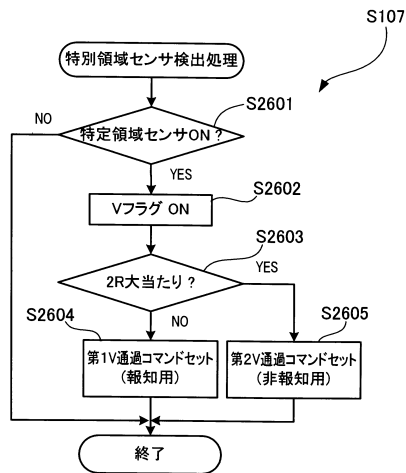 S107
特別領域センサ検出処理
S2601
NO
特定領域センサON?
YES
S2602
Vフラグ ON
S2603
2R大当たり?
YES
S2604
NO
S2605
第1V通過コマンドセット
(報知用)
第2V通過コマンドセット
(非報知用)
終了